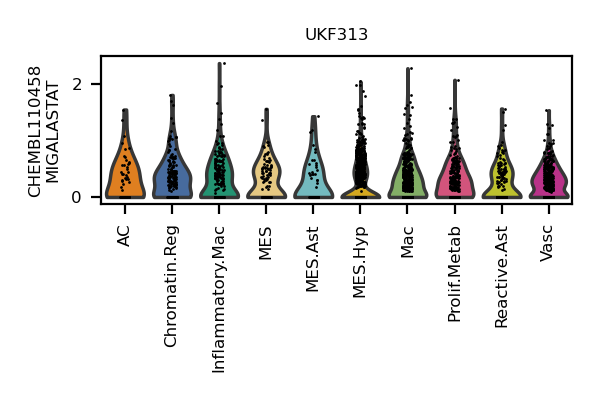 UKF313
CHEMBL110458
MIGALASTAT
2
0
AC
Chromatin.Reg
Inflammatory.Mac
MES
MES.Ast
MES.Hyp
Mac
Prolif.Metab
Reactive.Ast
Vasc